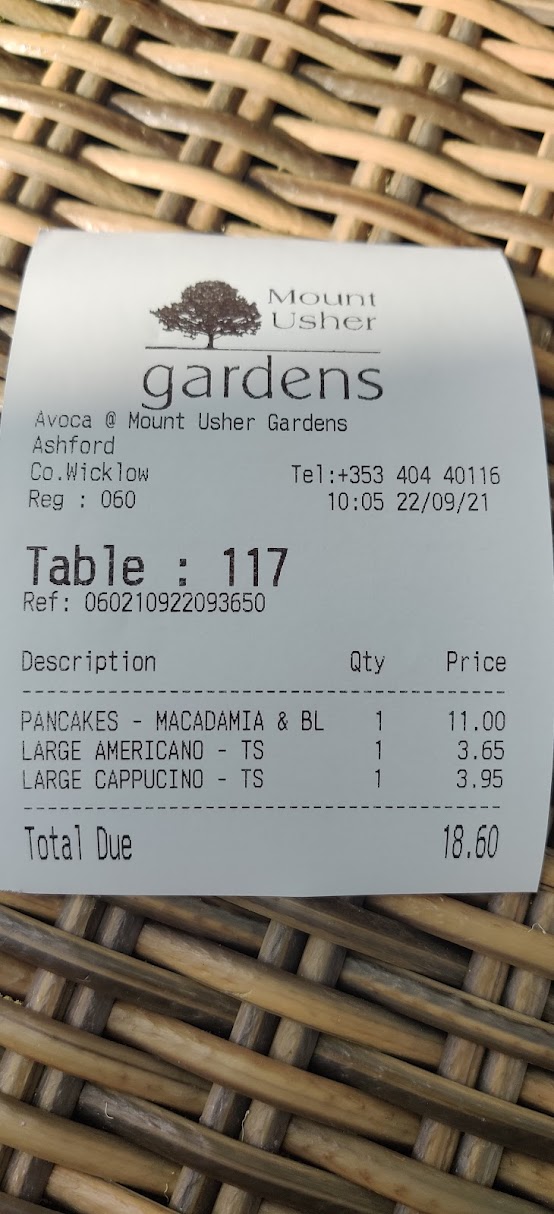 Mount
Usher
gardens
Avoca @ Mount Usher Gardens
Ashford
Co.Wicklow Tel:+353 404 40116
Reg : 060 10:05 22/09/21
Table : 117
Ref: 060210922093650
Description Qty Price
PANCAKES - MACADAMIA & BL 1 11.00
LARGE AMERICANO - TS 1 3.65
LARGE CAPPUCINO - TS 1 3.95
Total Due 18.60